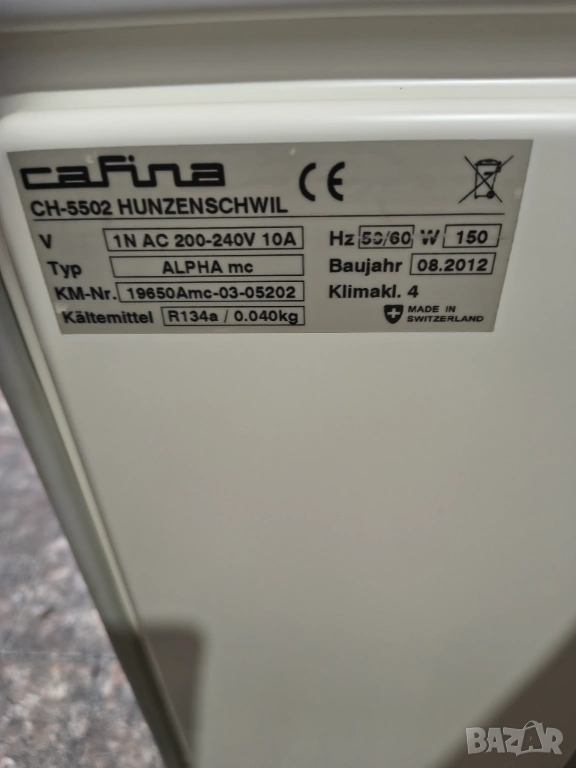 cafina CE
CH-5502 HUNZENSCHWIL
V 1N AC 200-240V 10A Hz 50/60 W 150
Typ ALPHA mc Baujahr 08.2012
KM-Nr. 19650Amc-03-05202 Klimakl. 4
Kältemittel R134a / 0.040kg MADE IN
SWITZERLAND
BAZAR